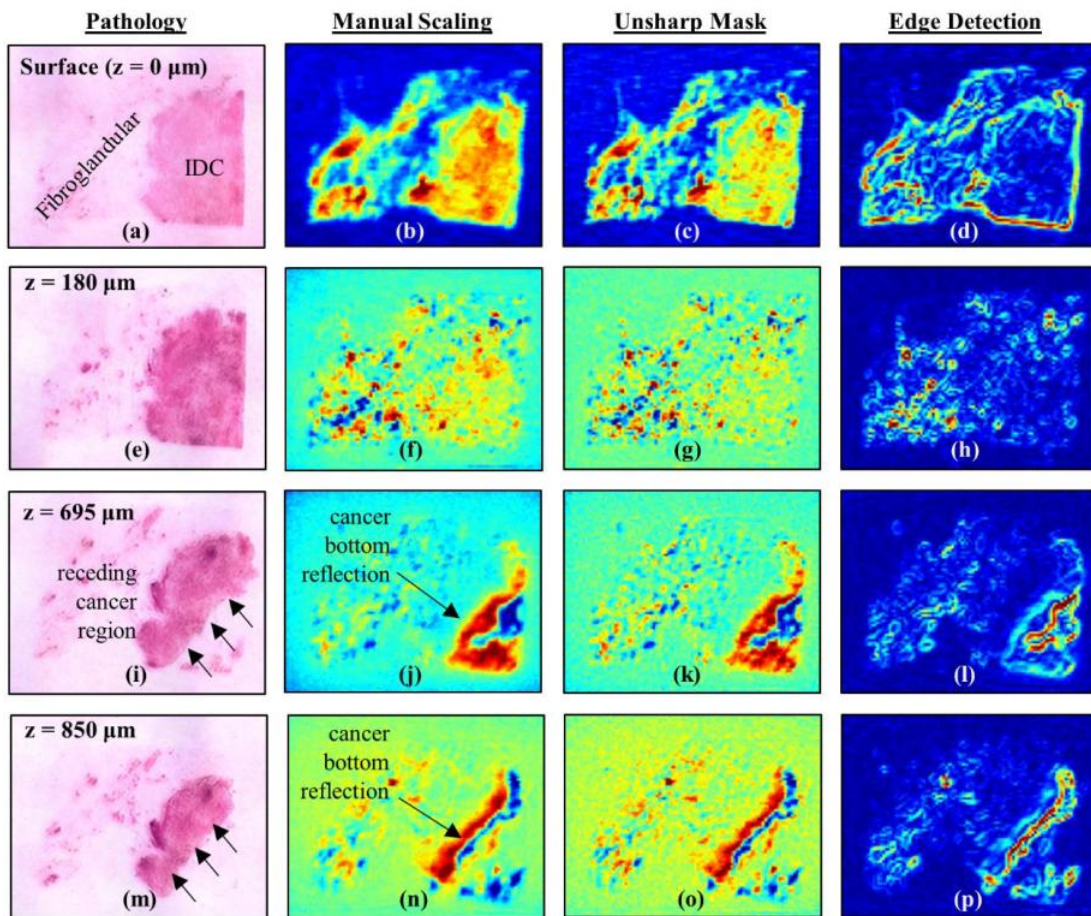 Pathology
Manual Scaling
Unsharp Mask
Edge Detection
Surface (z = 0 μm)
Fibroglandular
IDC
(a)
(b)
(c)
(d)
z = 180 μm
(e)
(f)
(g)
(h)
z = 695 μm
receding
cancer
region
(i)
cancer
bottom
reflection
(j)
(k)
(l)
z = 850 μm
(m)
cancer
bottom
reflection
(n)
(o)
(p)